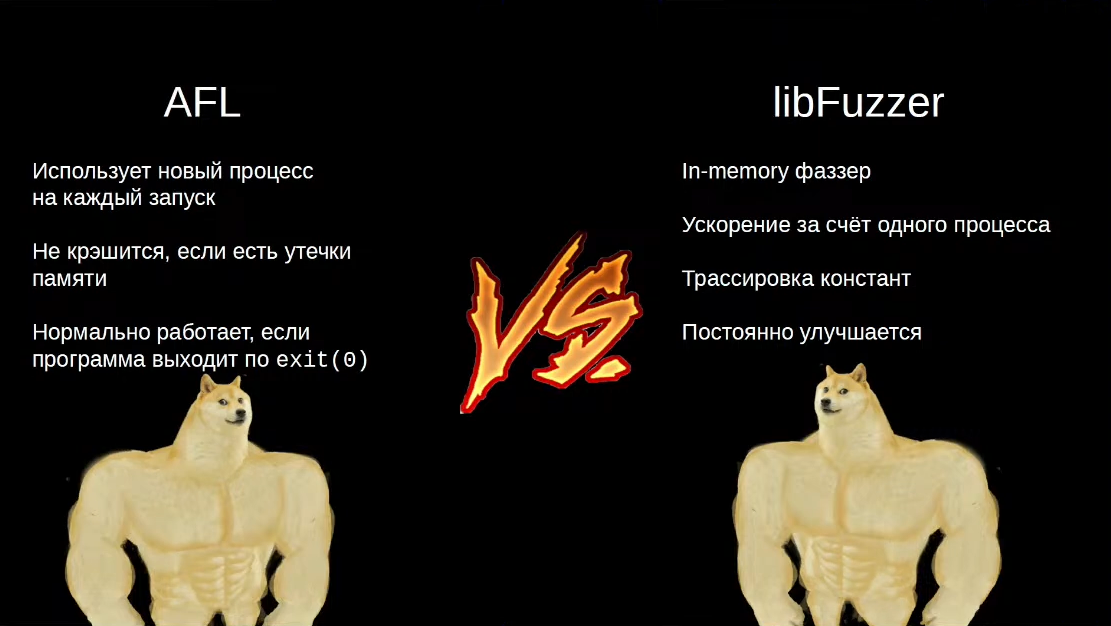 AFL
Использует новый процесс
на каждый запуск
Не крэшится, если есть утечки
памяти
Нормально работает, если
программа выходит по exit(0)
VS
libFuzzer
In-memory фаззер
Ускорение за счёт одного процесса
Трассировка констант
Постоянно улучшается